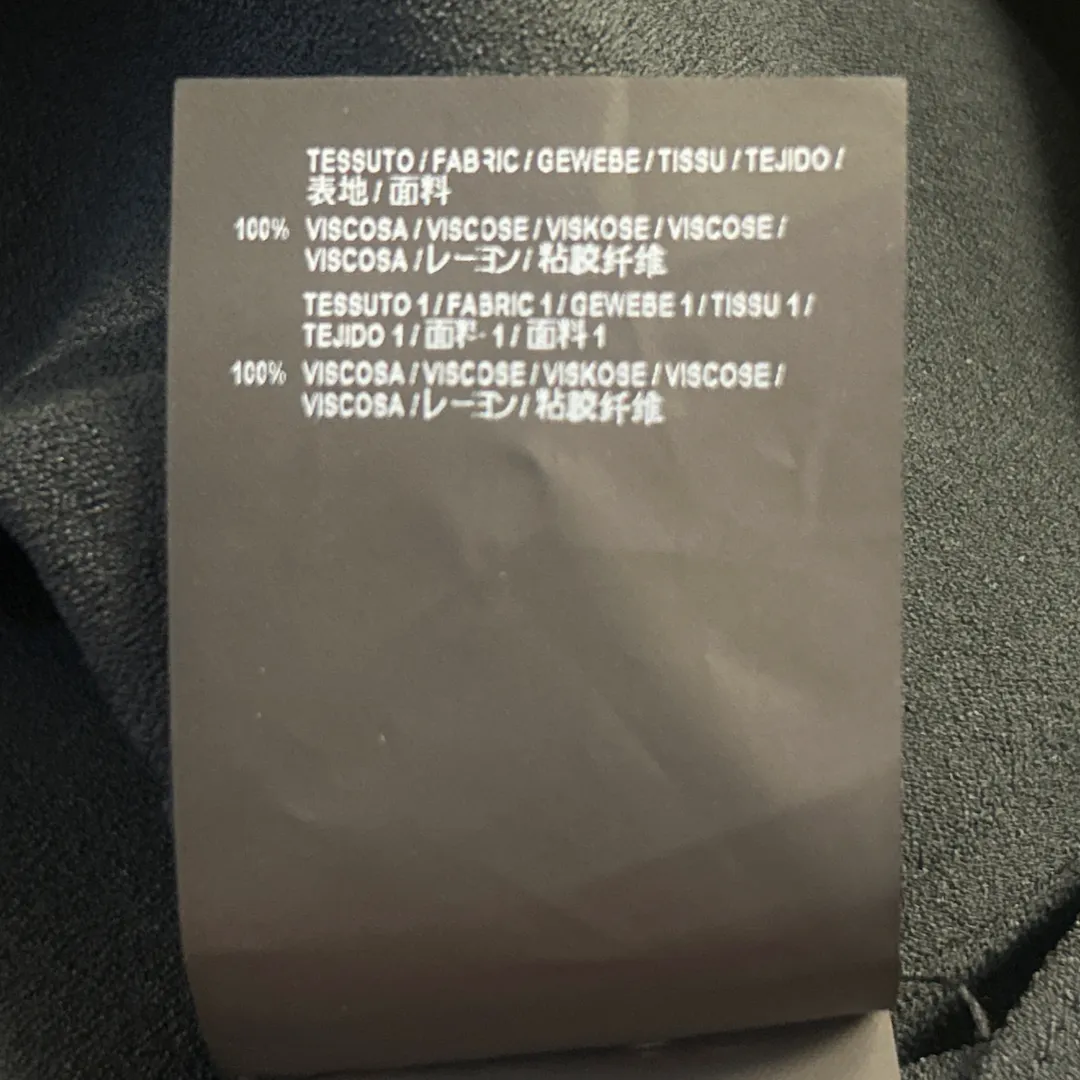 TESSUTO / FABRIC / GEWEBE / TISSU / TEJIDO /
表地 / 面料
100% VISCOSA / VISCOSE / VISKOSE / VISCOSE /
VISCOSA / レーヨン / 粘胶纤维
TESSUTO 1 / FABRIC 1 / GEWEBE 1 / TISSU 1 /
TEJIDO 1 / 面料 1 / 面料 1
100% VISCOSA / VISCOSE / VISKOSE / VISCOSE /
VISCOSA / レーヨン / 粘胶纤维